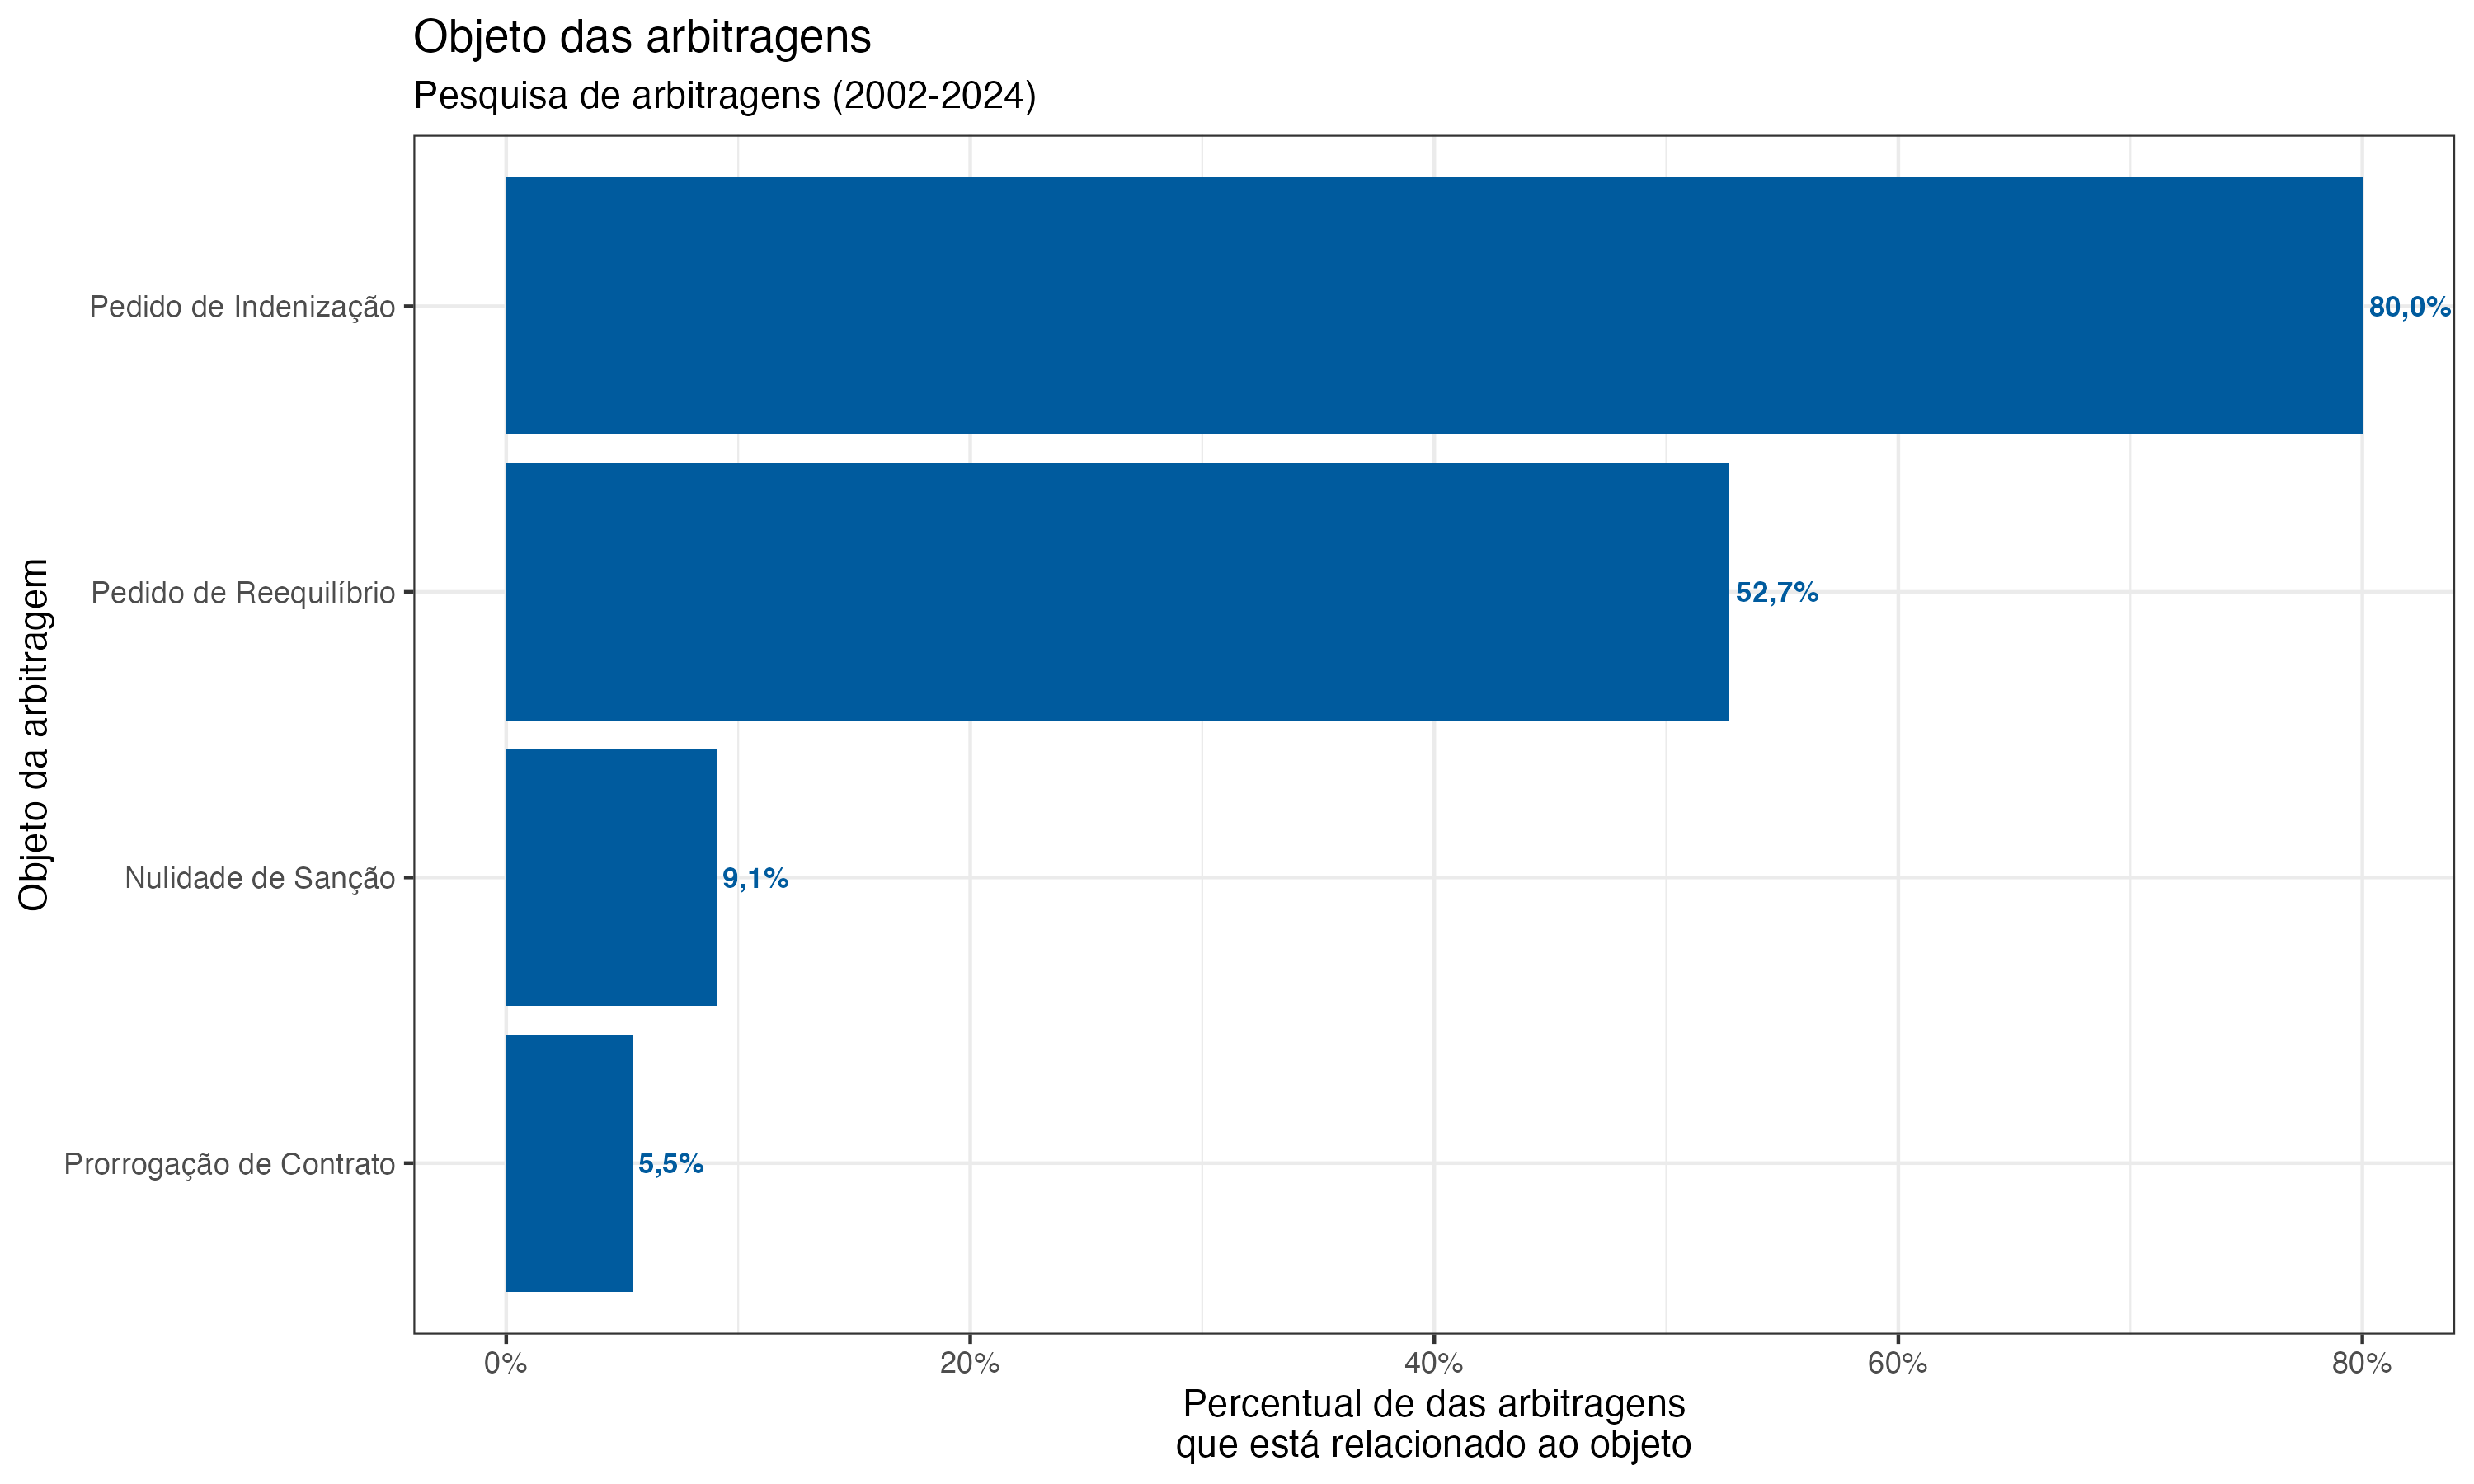 Objeto das arbitragens
Pesquisa de arbitragens (2002-2024)
Objeto da arbitragem
Pedido de Indenização
80,0%
Pedido de Reequilíbrio
52,7%
Nulidade de Sanção
9,1%
Prorrogação de Contrato
5,5%
0% 20% 40% 60% 80%
Percentual de das arbitragens
que está relacionado ao objeto